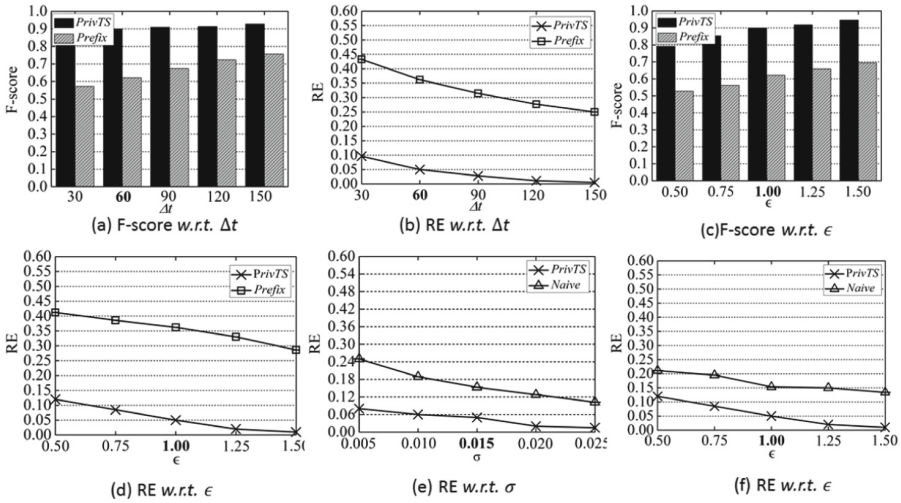 1.0
0.9
0.8
0.7
0.6
0.5
0.4
0.3
0.2
0.1
0.0
F-score
PrivTS
Prefix
30 60 90 120 150
Δt
(a) F-score w.r.t. Δt
0.60
0.55
0.50
0.45
0.40
0.35
0.30
0.25
0.20
0.15
0.10
0.05
0.00
RE
PrivTS
Prefix
30 60 90 120 150
Δt
(b) RE w.r.t. Δt
1.0
0.9
0.8
0.7
0.6
0.5
0.4
0.3
0.2
0.1
0.0
F-score
PrivTS
Prefix
0.50 0.75 1.00 1.25 1.50
ϵ
(c)F-score w.r.t. ϵ
0.60
0.55
0.50
0.45
0.40
0.35
0.30
0.25
0.20
0.15
0.10
0.05
0.00
RE
PrivTS
Prefix
0.50 0.75 1.00 1.25 1.50
ϵ
(d) RE w.r.t. ϵ
0.60
0.54
0.48
0.42
0.36
0.30
0.24
0.18
0.12
0.06
0.00
RE
PrivTS
Naive
0.005 0.010 0.015 0.020 0.025
σ
(e) RE w.r.t. σ
0.60
0.55
0.50
0.45
0.40
0.35
0.30
0.25
0.20
0.15
0.10
0.05
0.00
RE
PrivTS
Naive
0.50 0.75 1.00 1.25 1.50
ϵ
(f) RE w.r.t. ϵ